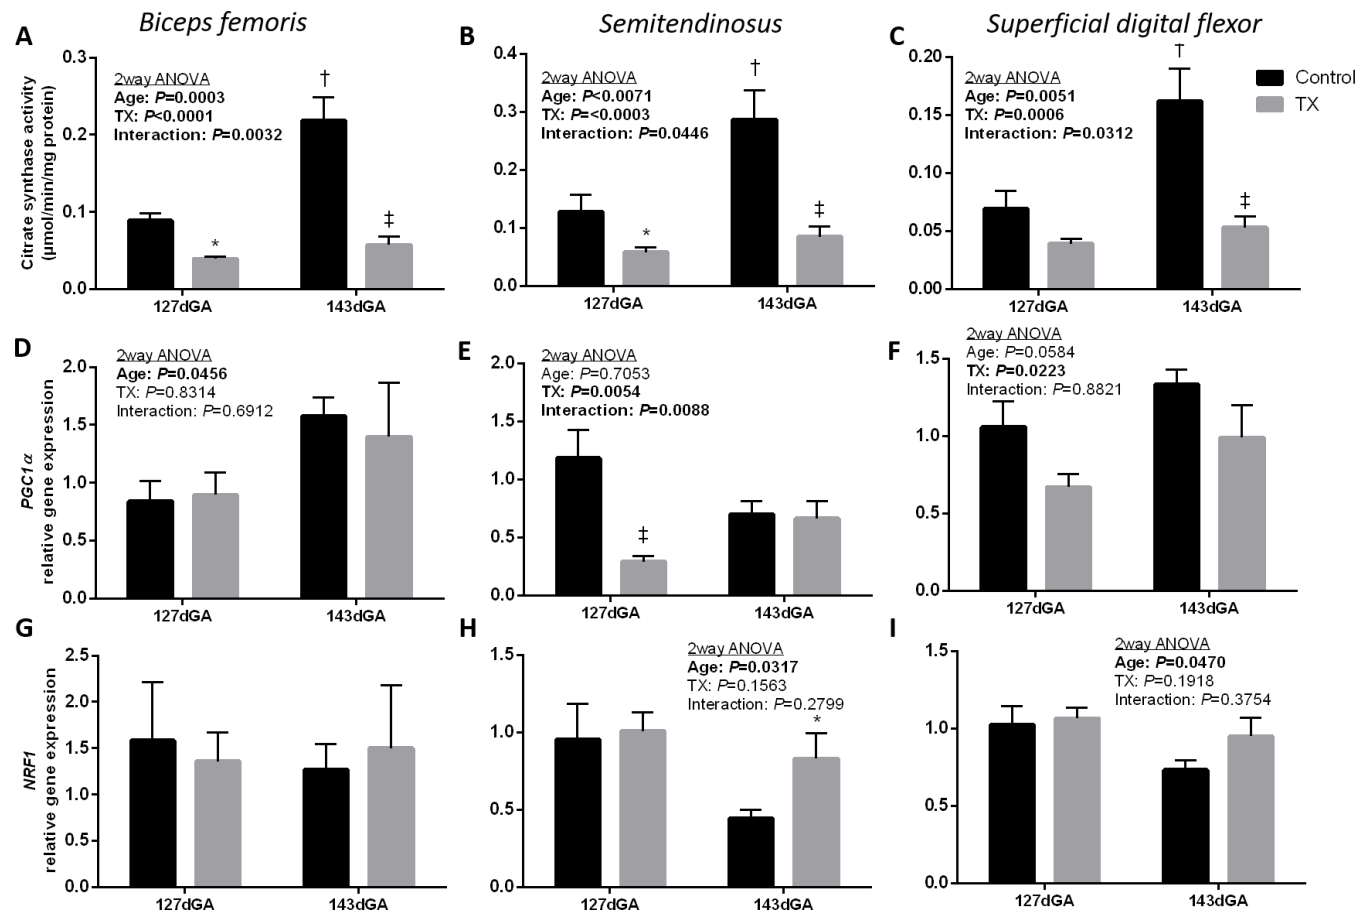 Biceps femoris
Semitendinosus
Superficial digital flexor
A
Citrate synthase activity
(μmol/min/mg protein)
0.3
0.2
0.1
0.0
2way ANOVA
Age: P=0.0003
TX: P<0.0001
Interaction: P=0.0032
*
†
‡
127dGA
143dGA
B
0.4
0.3
0.2
0.1
0.0
2way ANOVA
Age: P<0.0071
TX: P=<0.0003
Interaction: P=0.0446
*
†
‡
127dGA
143dGA
C
0.20
0.15
0.10
0.05
0.00
2way ANOVA
Age: P=0.0051
TX: P=0.0006
Interaction: P=0.0312
†
‡
127dGA
143dGA
Control
TX
D
PGC1α
relative gene expression
2.0
1.5
1.0
0.5
0.0
2way ANOVA
Age: P=0.0456
TX: P=0.8314
Interaction: P=0.6912
127dGA
143dGA
E
2.0
1.5
1.0
0.5
0.0
2way ANOVA
Age: P=0.7053
TX: P=0.0054
Interaction: P=0.0088
‡
127dGA
143dGA
F
1.5
1.0
0.5
0.0
2way ANOVA
Age: P=0.0584
TX: P=0.0223
Interaction: P=0.8821
127dGA
143dGA
G
NRF1
relative gene expression
2.5
2.0
1.5
1.0
0.5
0.0
127dGA
143dGA
H
1.5
1.0
0.5
0.0
2way ANOVA
Age: P=0.0317
TX: P=0.1563
Interaction: P=0.2799
*
127dGA
143dGA
I
1.5
1.0
0.5
0.0
2way ANOVA
Age: P=0.0470
TX: P=0.1918
Interaction: P=0.3754
127dGA
143dGA